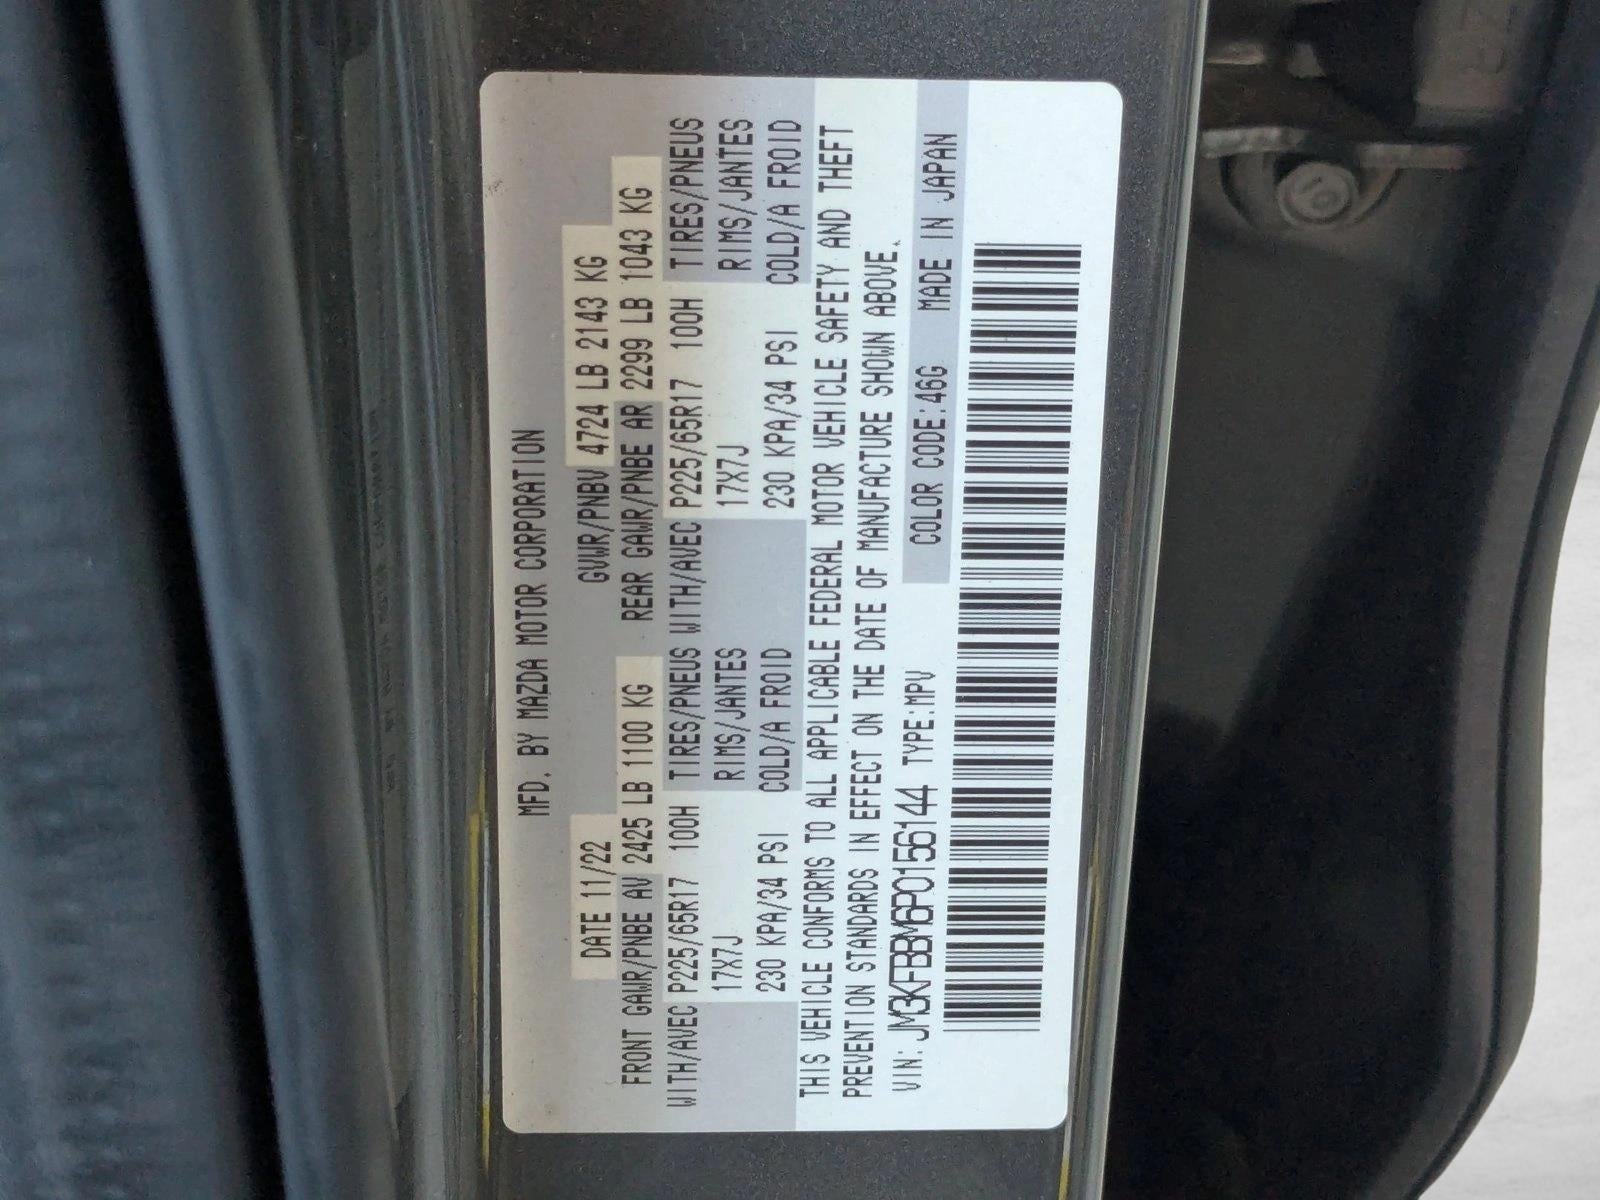 MFD. BY MAZDA MOTOR CORPORATION
DATE 11/22 GVWR/PNBV 4724 LB 2143 KG
FRONT GAWR/PNBE AV 2425 LB 1100 KG REAR GAWR/PNBE AR 2299 LB 1043 KG
WITH/AVEC P225/65R17 100H TIRES/PNEUS WITH/AVEC P225/65R17 100H TIRES/PNEUS
17X7J RIMS/JANTES 17X7J RIMS/JANTES
230 KPA/34 PSI COLD/A FROID 230 KPA/34 PSI COLD/A FROID
THIS VEHICLE CONFORMS TO ALL APPLICABLE FEDERAL MOTOR VEHICLE SAFETY AND THEFT
PREVENTION STANDARDS IN EFFECT ON THE DATE OF MANUFACTURE SHOWN ABOVE.
VIN: JM3KFBBM6P0156144 TYPE:MPV COLOR CODE:46G MADE IN JAPAN